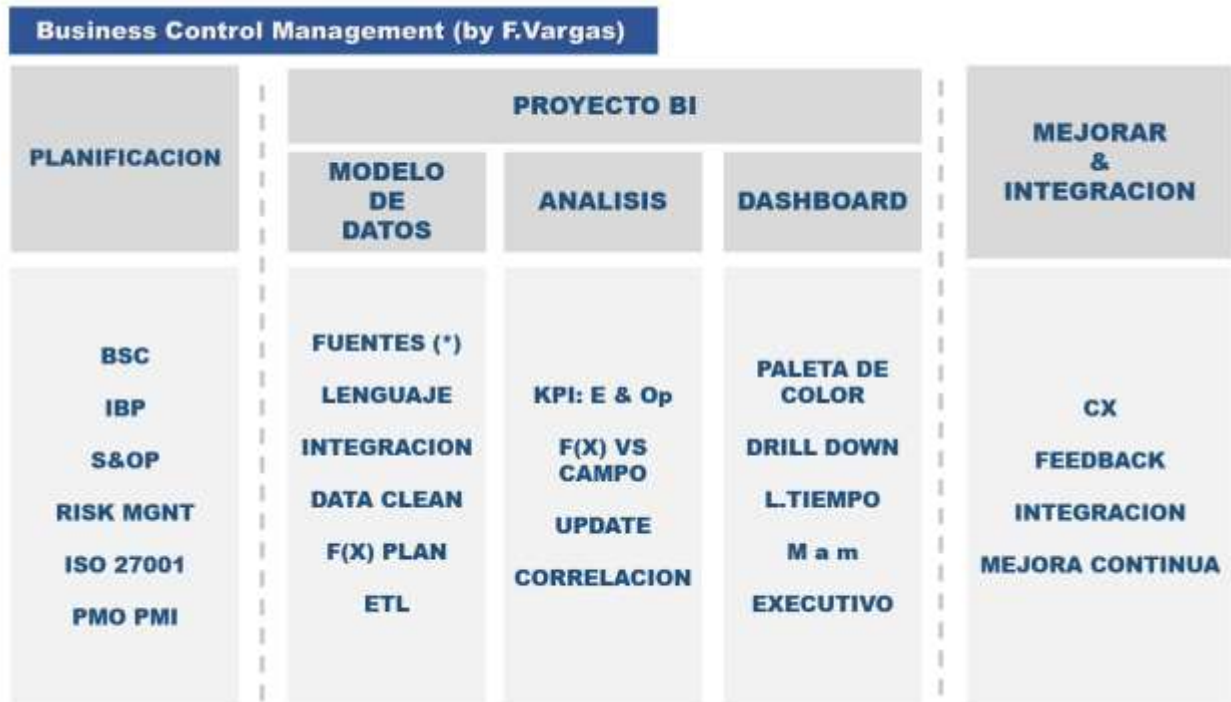 Business Control Management (by F.Vargas)
PLANIFICACION
BSC
IBP
S&OP
RISK MGNT
ISO 27001
PMO PMI
PROYECTO BI
MODELO
DE
DATOS
FUENTES (*)
LENGUAJE
INTEGRACION
DATA CLEAN
F(X) PLAN
ETL
ANALISIS
KPI: E & Op
F(X) VS
CAMPO
UPDATE
CORRELACION
DASHBOARD
PALETA DE
COLOR
DRILL DOWN
L.TIEMPO
M a m
EXECUTIVO
MEJORAR
&
INTEGRACION
CX
FEEDBACK
INTEGRACION
MEJORA CONTINUA